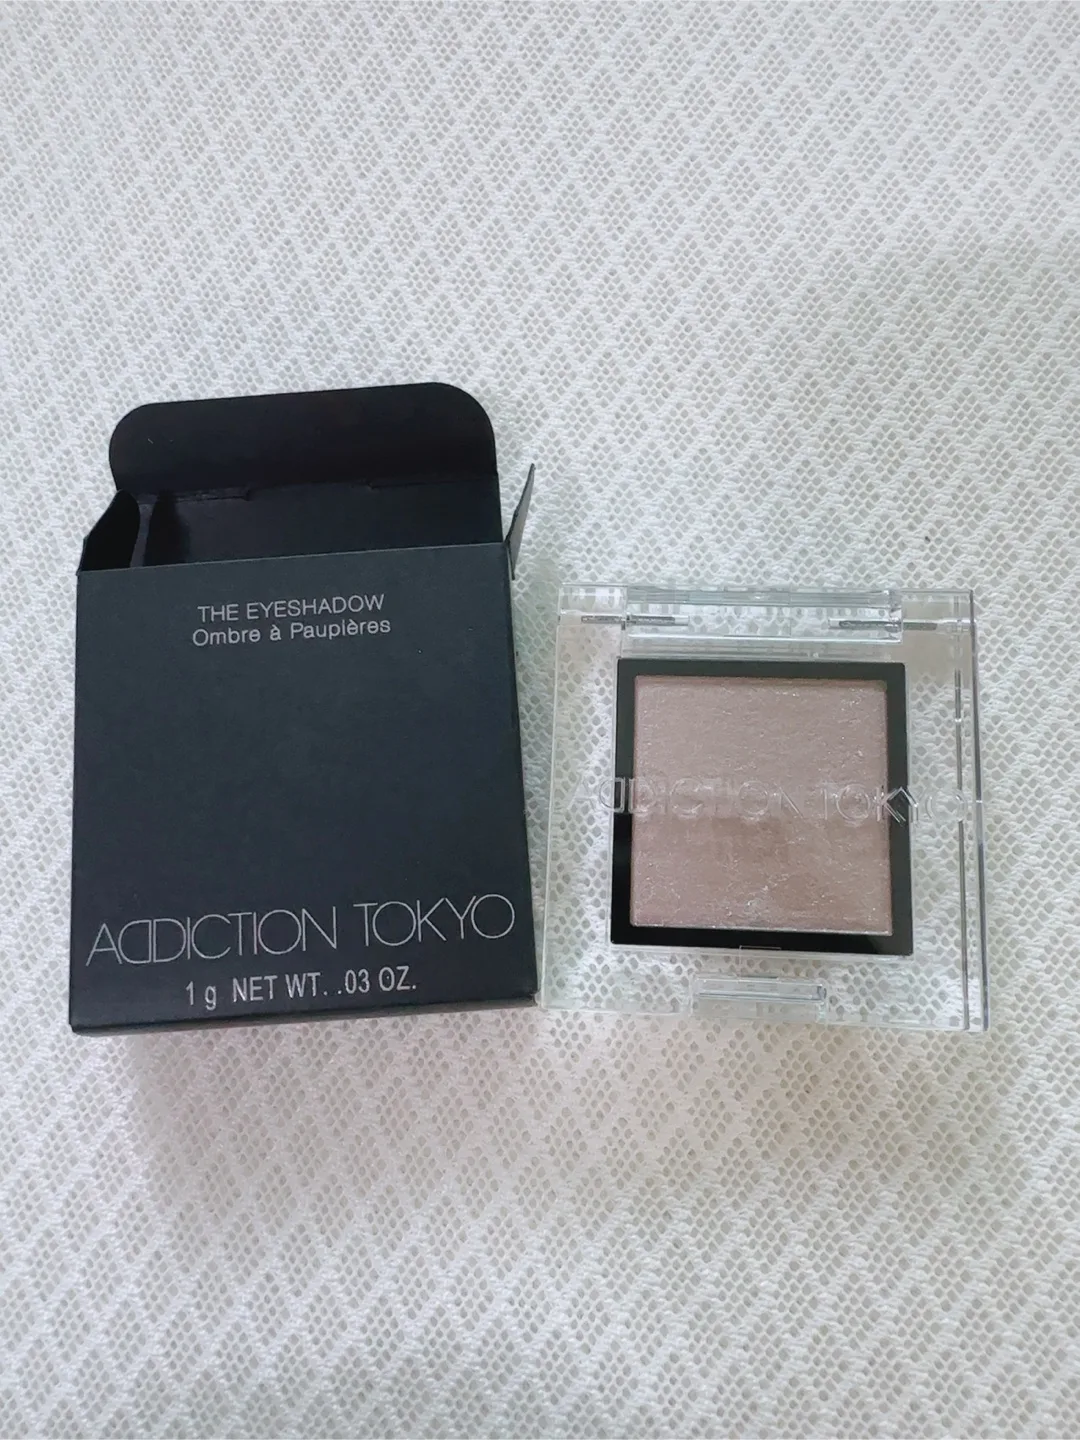 THE EYESHADOW
Ombre à Paupières
ADDICTION TOKYO
1 g NET WT. .03 OZ.
ADDICTION TOKYO